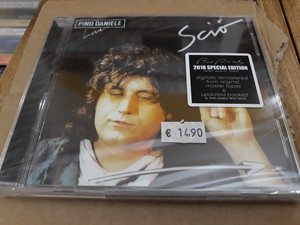 PINO DANIELE
Live
Sciò
2018 SPECIAL EDITION
digitally remastered
from original
master tapes
+
updated booklet
€ 14.90